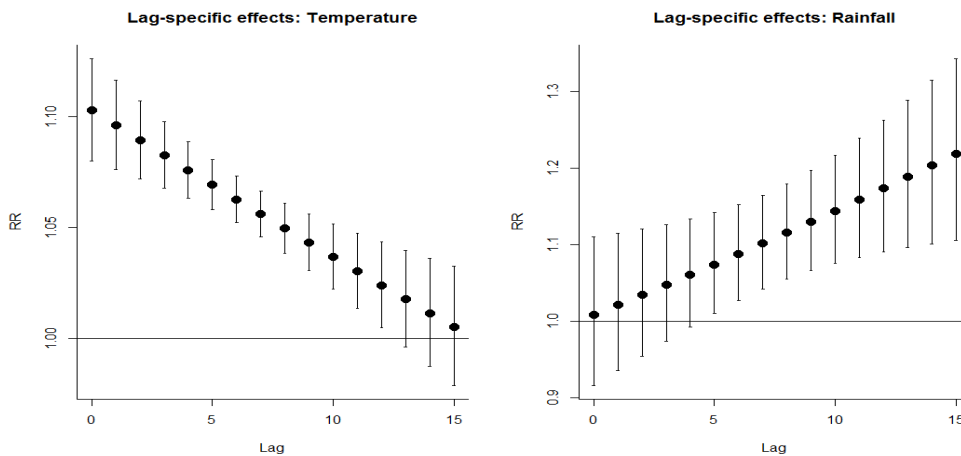 Lag-specific effects: Temperature
RR
1.10
1.05
1.00
0 5 10 15
Lag
Lag-specific effects: Rainfall
RR
1.3
1.2
1.1
1.0
0.9
0 5 10 15
Lag